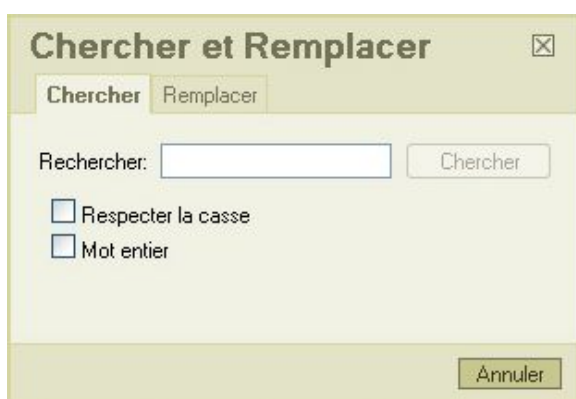 Chercher et Remplacer
Chercher Remplacer
Rechercher: Chercher
Respecter la casse
Mot entier
Annuler